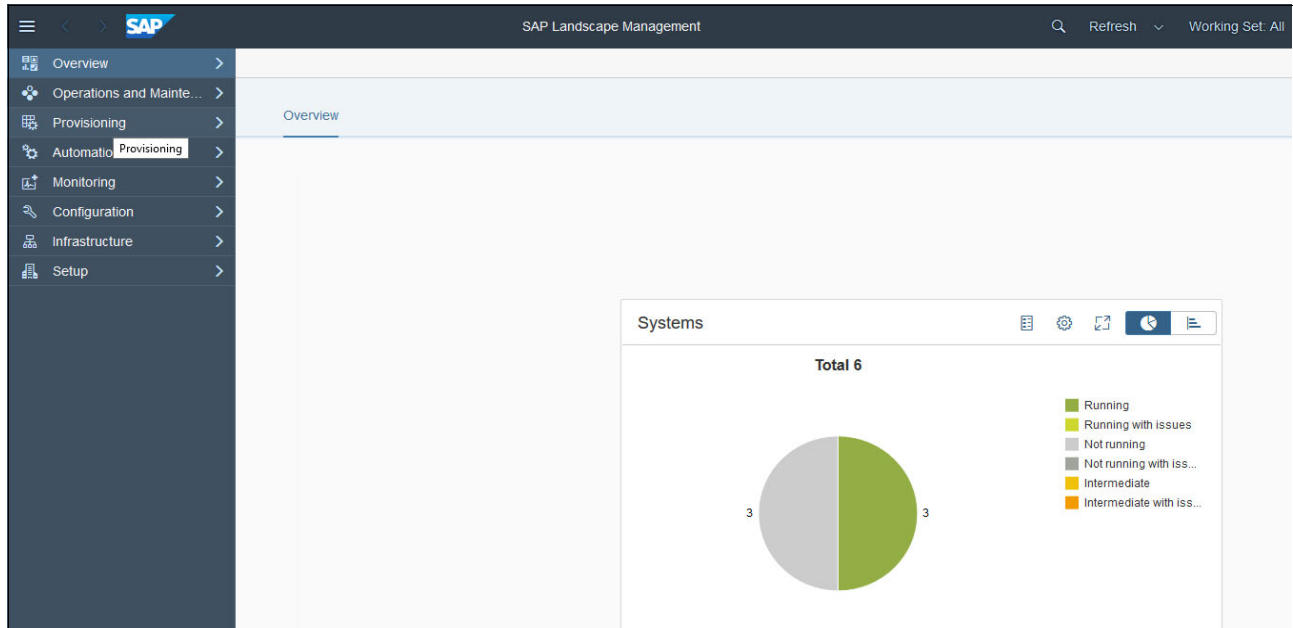 SAP SAP Landscape Management Refresh Working Set: All
Overview
Operations and Mainte...
Provisioning
Automatio
Provisioning
Monitoring
Configuration
Infrastructure
Setup
Overview
Systems
Total 6
3
3
Running
Running with issues
Not running
Not running with iss...
Intermediate
Intermediate with iss...